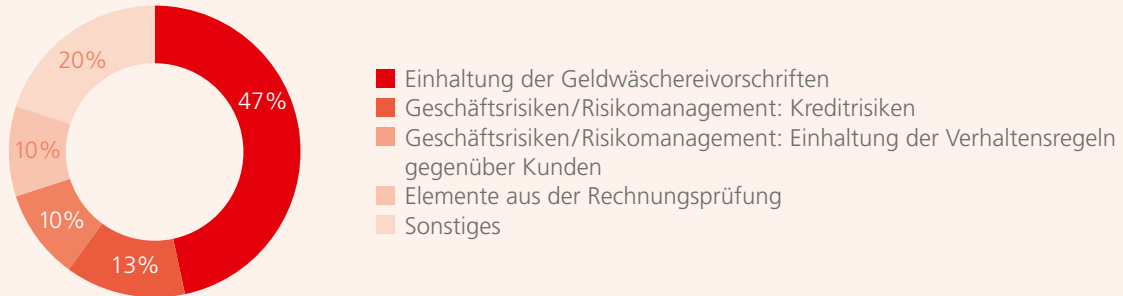 20%
47%
10%
10%
13%
Einhaltung der Geldwäschereivorschriften
Geschäftsrisiken/Risikomanagement: Kreditrisiken
Geschäftsrisiken/Risikomanagement: Einhaltung der Verhaltensregeln
gegenüber Kunden
Elemente aus der Rechnungsprüfung
Sonstiges